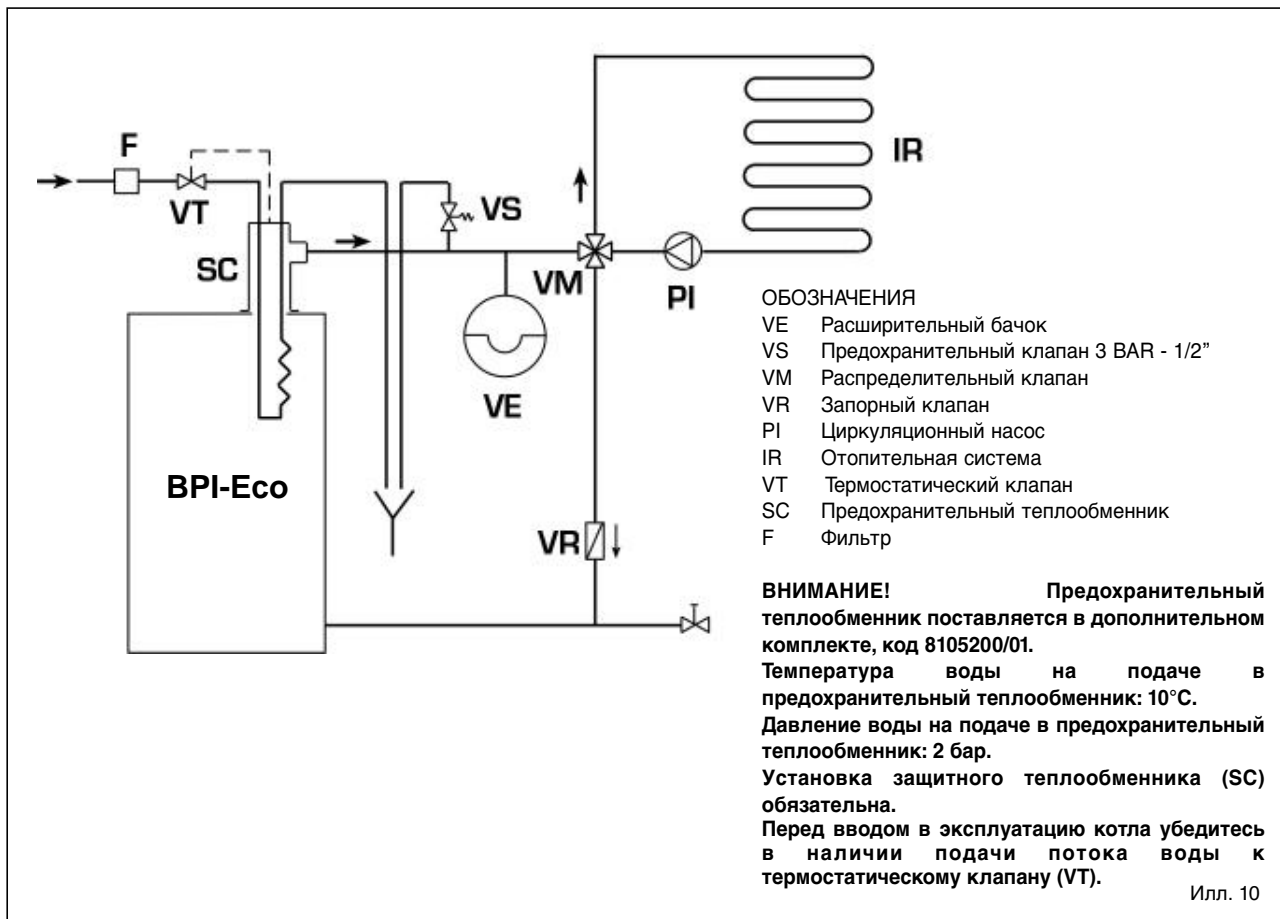 F
VT
SC
VS
VE
VM
PI
IR
VR
BPI-Eco
ОБОЗНАЧЕНИЯ
VE Расширительный бачок
VS Предохранительный клапан 3 BAR - 1/2”
VM Распределительный клапан
VR Запорный клапан
PI Циркуляционный насос
IR Отопительная система
VT Термостатический клапан
SC Предохранительный теплообменник
F Фильтр
ВНИМАНИЕ! Предохранительный
теплообменник поставляется в дополнительном
комплекте, код 8105200/01.
Температура воды на подаче в
предохранительный теплообменник: 10°C.
Давление воды на подаче в предохранительный
теплообменник: 2 бар.
Установка защитного теплообменника (SC)
обязательна.
Перед вводом в эксплуатацию котла убедитесь
в наличии подачи потока воды к
термостатическому клапану (VT).
Илл. 10